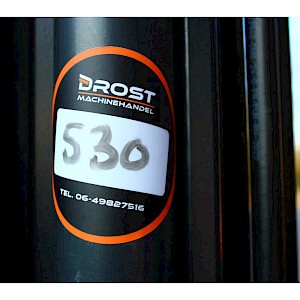 DROST
MACHINEHANDEL
530
TEL. 06-49827516